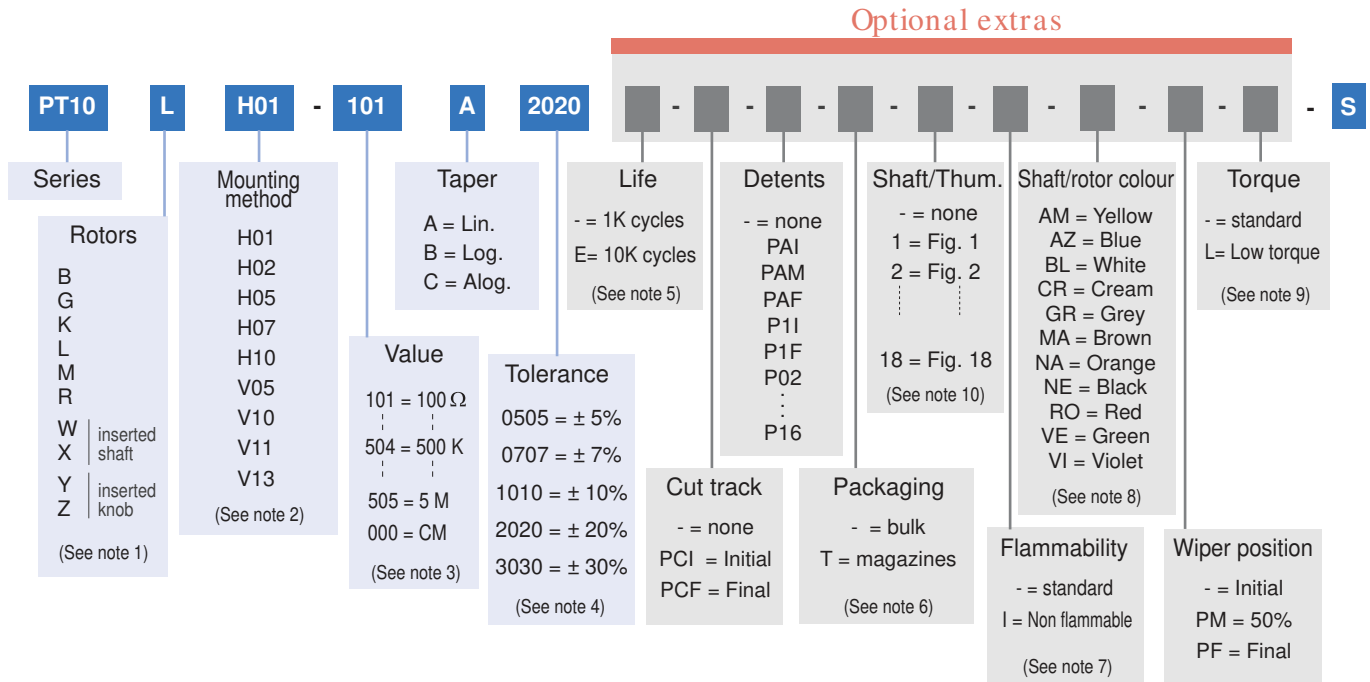 Optional extras
PT10 L H01 - 101 A 2020 - - - - - - - - - S
Series
Rotors
B
G
K
L
M
R
W
X
inserted
shaft
Y
Z
inserted
knob
(See note 1)
Mounting
method
H01
H02
H05
H07
H10
V05
V10
V11
V13
(See note 2)
Value
101 = 100 Ω
504 = 500 K
505 = 5 M
000 = CM
(See note 3)
Taper
A = Lin.
B = Log.
C = Alog.
Tolerance
0505 = ± 5%
0707 = ± 7%
1010 = ± 10%
2020 = ± 20%
3030 = ± 30%
(See note 4)
Life
- = 1K cycles
E= 10K cycles
(See note 5)
Cut track
- = none
PCI = Initial
PCF = Final
Detents
- = none
PAI
PAM
PAF
P1I
P1F
P02
P16
Packaging
- = bulk
T = magazines
(See note 6)
Shaft/Thum.
- = none
1 = Fig. 1
2 = Fig. 2
18 = Fig. 18
(See note 10)
Flammability
- = standard
I = Non flammable
(See note 7)
Shaft/rotor colour
AM = Yellow
AZ = Blue
BL = White
CR = Cream
GR = Grey
MA = Brown
NA = Orange
NE = Black
RO = Red
VE = Green
VI = Violet
(See note 8)
Wiper position
- = Initial
PM = 50%
PF = Final
Torque
- = standard
L= Low torque
(See note 9)